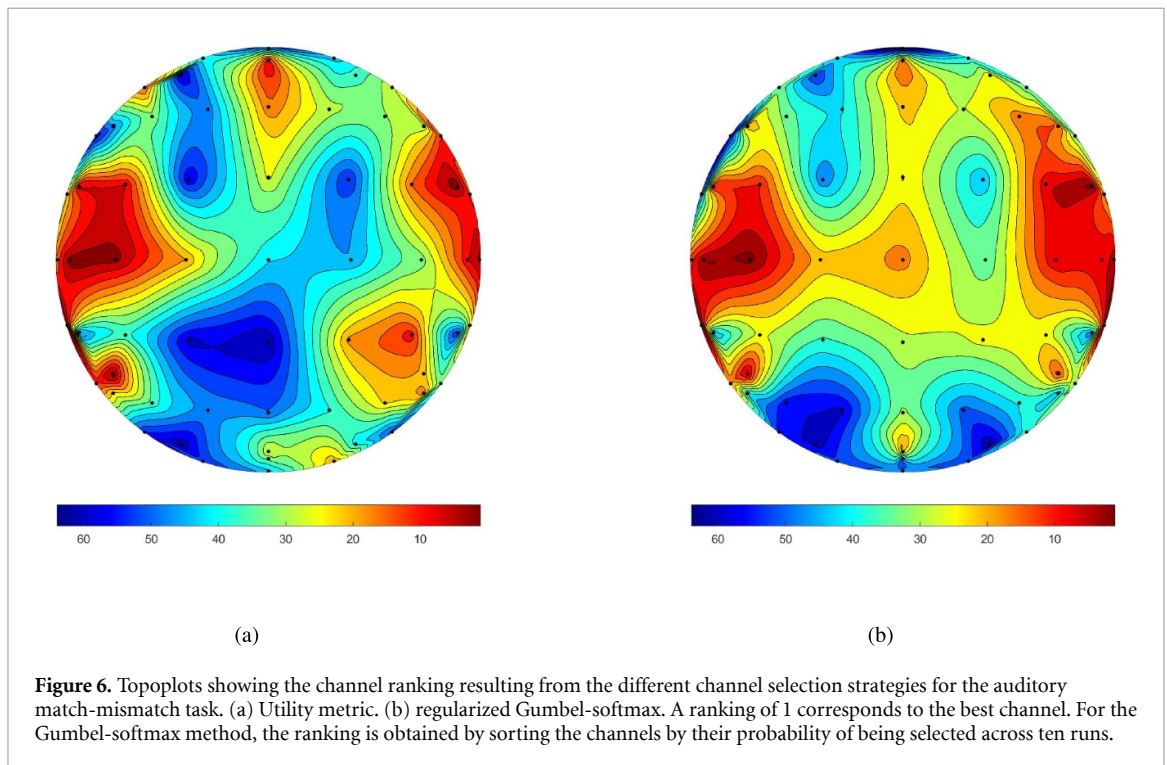 60 50 40 30 20 10
60 50 40 30 20 10
(a)
(b)
Figure 6. Topoplots showing the channel ranking resulting from the different channel selection strategies for the auditory
match-mismatch task. (a) Utility metric. (b) regularized Gumbel-softmax. A ranking of 1 corresponds to the best channel. For the
Gumbel-softmax method, the ranking is obtained by sorting the channels by their probability of being selected across ten runs.